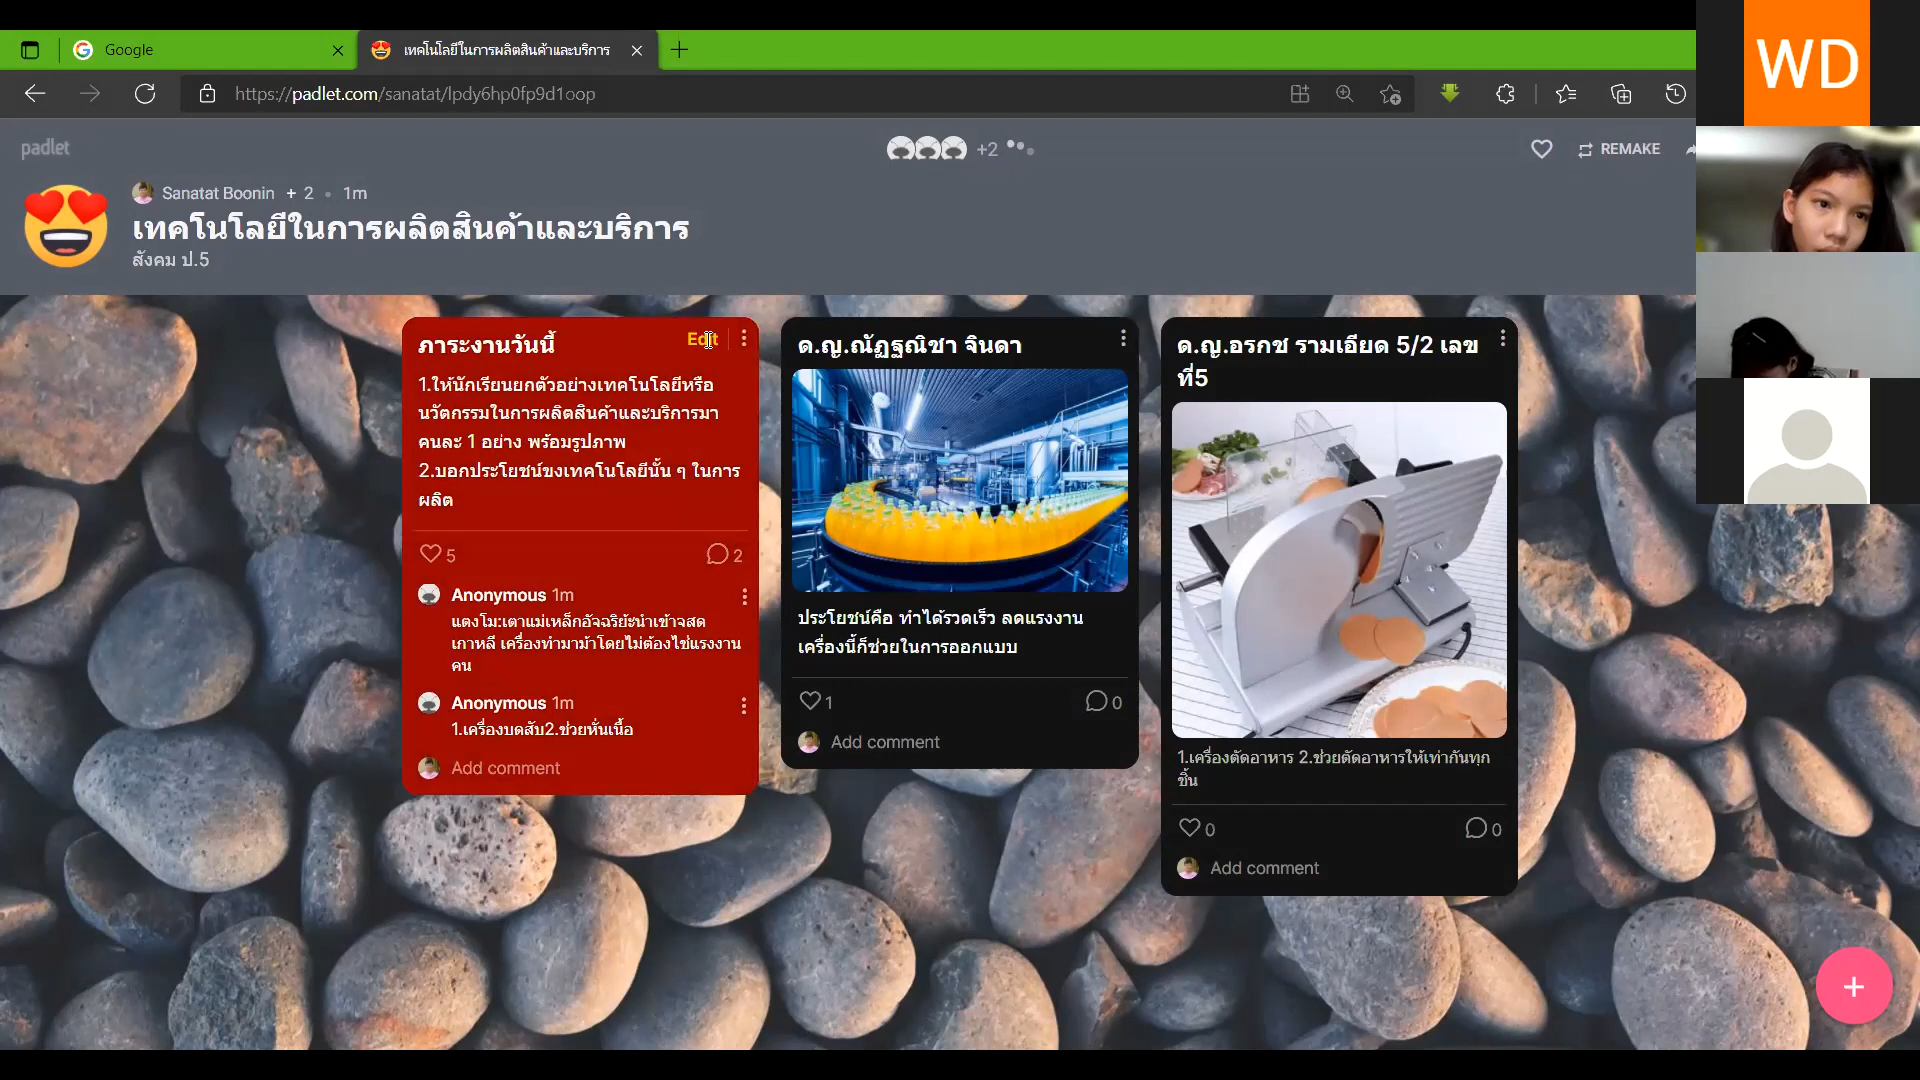 Google
เทคโนโลยีในการผลิตสินค้าและบริการ
WD
https://padlet.com/sanatat/lpdy6hp0fp9d1oop
padlet
+2
REMAKE
Sanatat Boonin + 2 • 1m
เทคโนโลยีในการผลิตสินค้าและบริการ
สังคม ป.5
ภาระงานวันนี้
Edit
1.ให้นักเรียนยกตัวอย่างเทคโนโลยีหรือ
นวัตกรรมในการผลิตสินค้าและบริการมา
คนละ 1 อย่าง พร้อมรูปภาพ
2.บอกประโยชน์ขงเทคโนโลยีนั้น ๆ ในการ
ผลิต
5
2
Anonymous 1m
แตงโม:เตาแม่เหล็กอัจฉริย้ะนำเข้าจสด
เกาหลี เครื่องทำมาม้าโดยไม่ต้องไช่แรงงาน
คน
Anonymous 1m
1.เครื่องบดสับ2.ช่วยหั่นเนื้อ
Add comment
ด.ญ.ณัฏฐณิชา จินดา
ประโยชน์คือ ทำได้รวดเร็ว ลดแรงงาน
เครื่องนี้ก็ช่วยในการออกแบบ
1
0
Add comment
ด.ญ.อรกช รามเอียด 5/2 เลข
ที่5
1.เครื่องตัดอาหาร 2.ช่วยตัดอาหารให้เท่ากันทุก
ชิ้น
0
0
Add comment